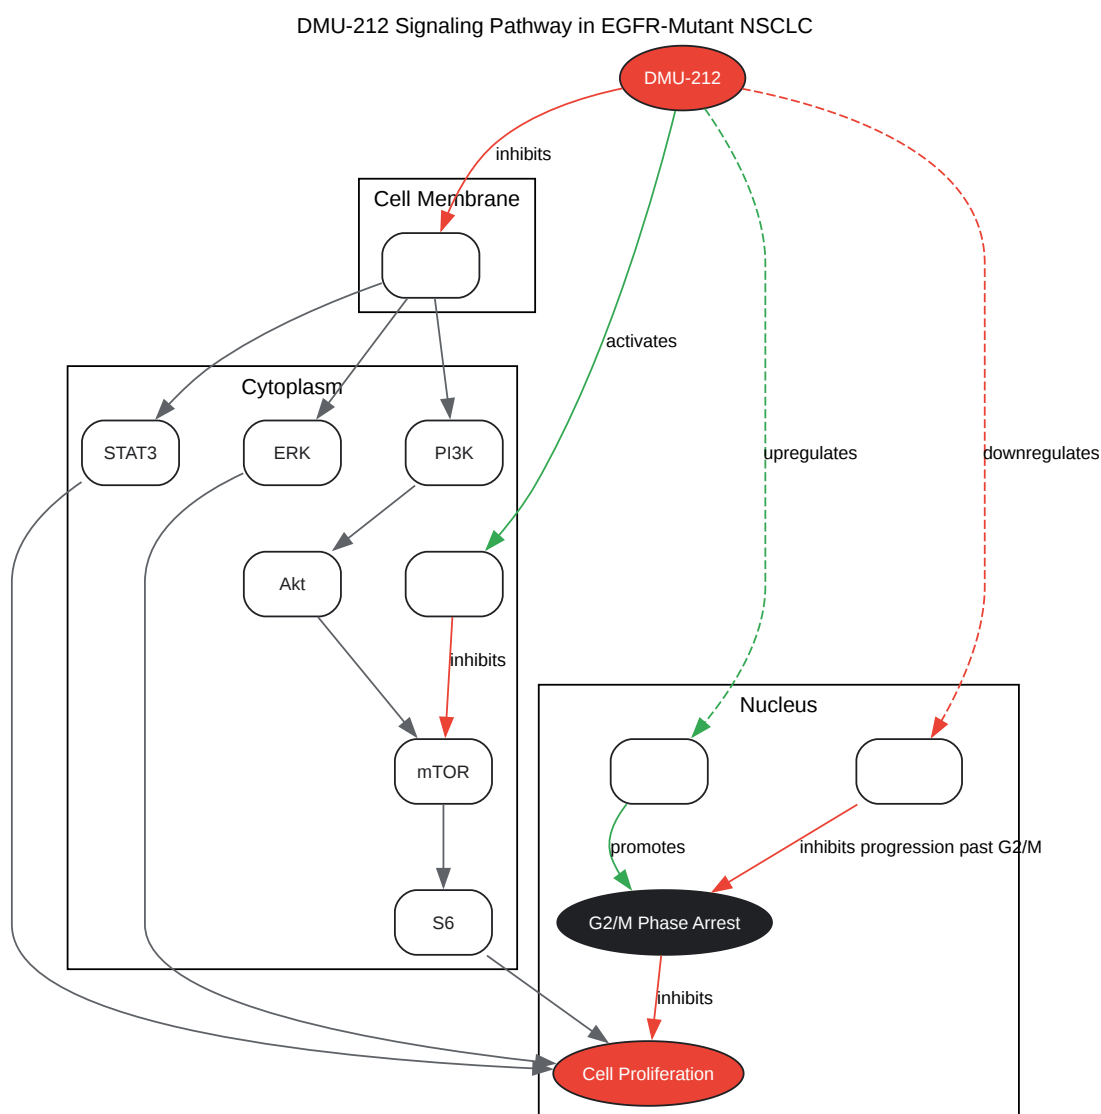 DMU-212 Signaling Pathway in EGFR-Mutant NSCLC
DMU-212
inhibits
Cell Membrane
activates
Cytoplasm
STAT3
ERK
PI3K
upregulates
downregulates
Akt
inhibits
Nucleus
mTOR
promotes
inhibits progression past G2/M
S6
G2/M Phase Arrest
inhibits
Cell Proliferation